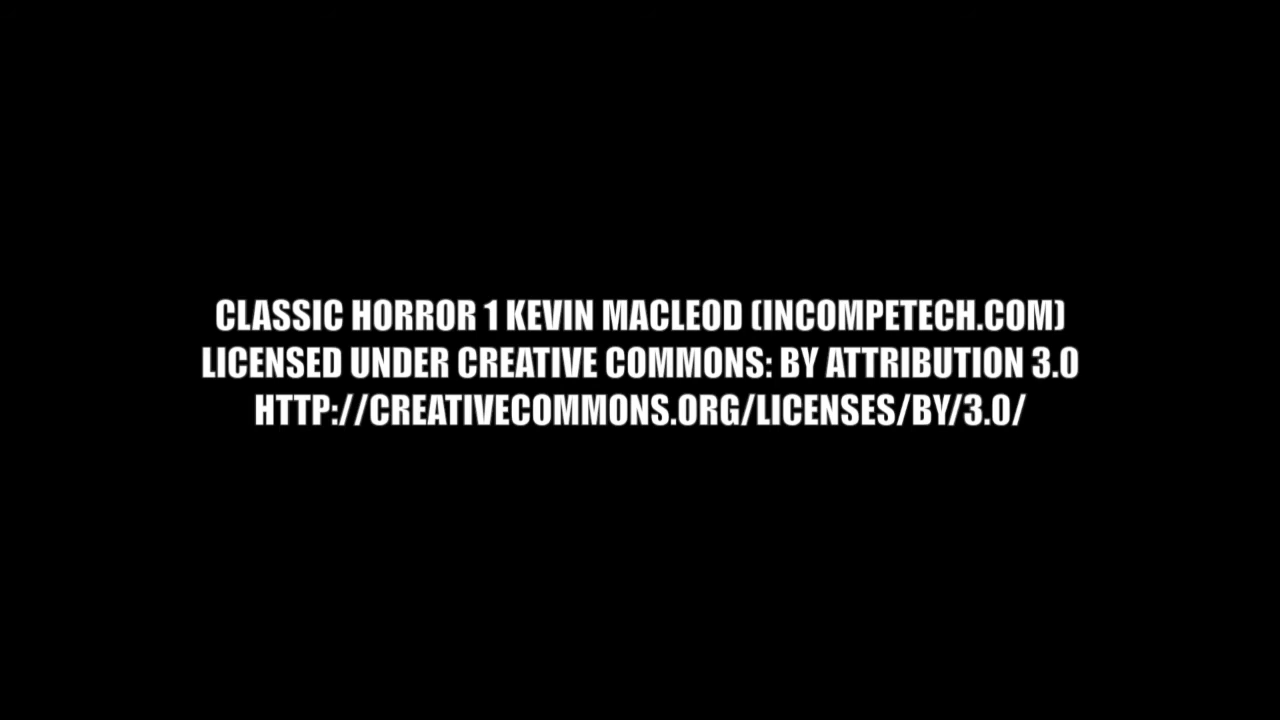 CLASSIC HORROR 1 KEVIN MACLEOD (INCOMPETECH.COM)
LICENSED UNDER CREATIVE COMMONS: BY ATTRIBUTION 3.0
HTTP://CREATIVECOMMONS.ORG/LICENSES/BY/3.0/